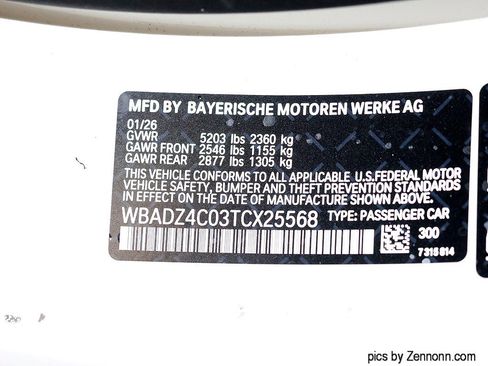 MFD BY BAYERISCHE MOTOREN WERKE AG
01/26
GVWR 5203 lbs 2360 kg
GAWR FRONT 2546 lbs 1155 kg
GAWR REAR 2877 lbs 1305 kg
THIS VEHICLE CONFORMS TO ALL APPLICABLE U.S.FEDERAL MOTOR
VEHICLE SAFETY, BUMPER AND THEFT PREVENTION STANDARDS
IN EFFECT ON THE DATE OF MANUFACTURE SHOWN ABOVE.
WBADZ4C03TCX25568 TYPE: PASSENGER CAR
300
7315814
pics by Zennonn.com